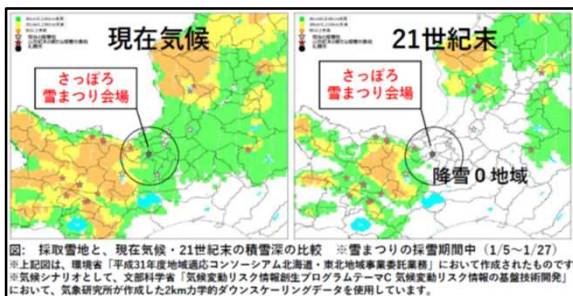 現在気候
21世紀末
さっぽろ
雪まつり会場
さっぽろ
雪まつり会場
降雪0地域
図: 採取雪地と、現在気候・21世紀末の積雪深の比較 ※雪まつりの採雪期間中(1/5~1/27)
※上記図は、環境省「平成31年度地域適応コンソーシアム北海道・東北地域事業委託業務」において作成されたものです
※気候シナリオとして、文部科学省「気候変動リスク情報創生プログラムテーマC 気候変動リスク情報の基盤技術開発」
において、気象研究所が作成した2km力学的ダウンスケーリングデータを使用しています。